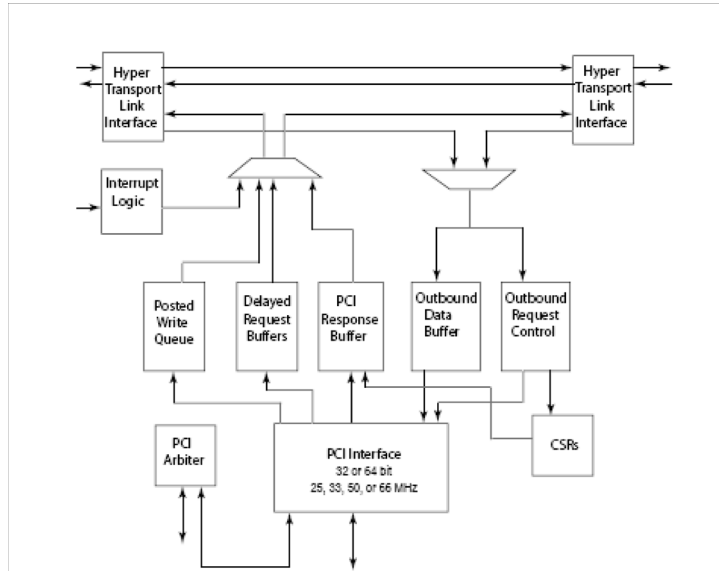 Hyper
Transport
Link
Interface
Hyper
Transport
Link
Interface
Interrupt
Logic
Posted
Write
Queue
Delayed
Request
Buffers
PCI
Response
Buffer
Outbound
Data
Buffer
Outbound
Request
Control
PCI
Arbiter
PCI Interface
32 or 64 bit
25, 33, 50, or 66 MHz
CSRs